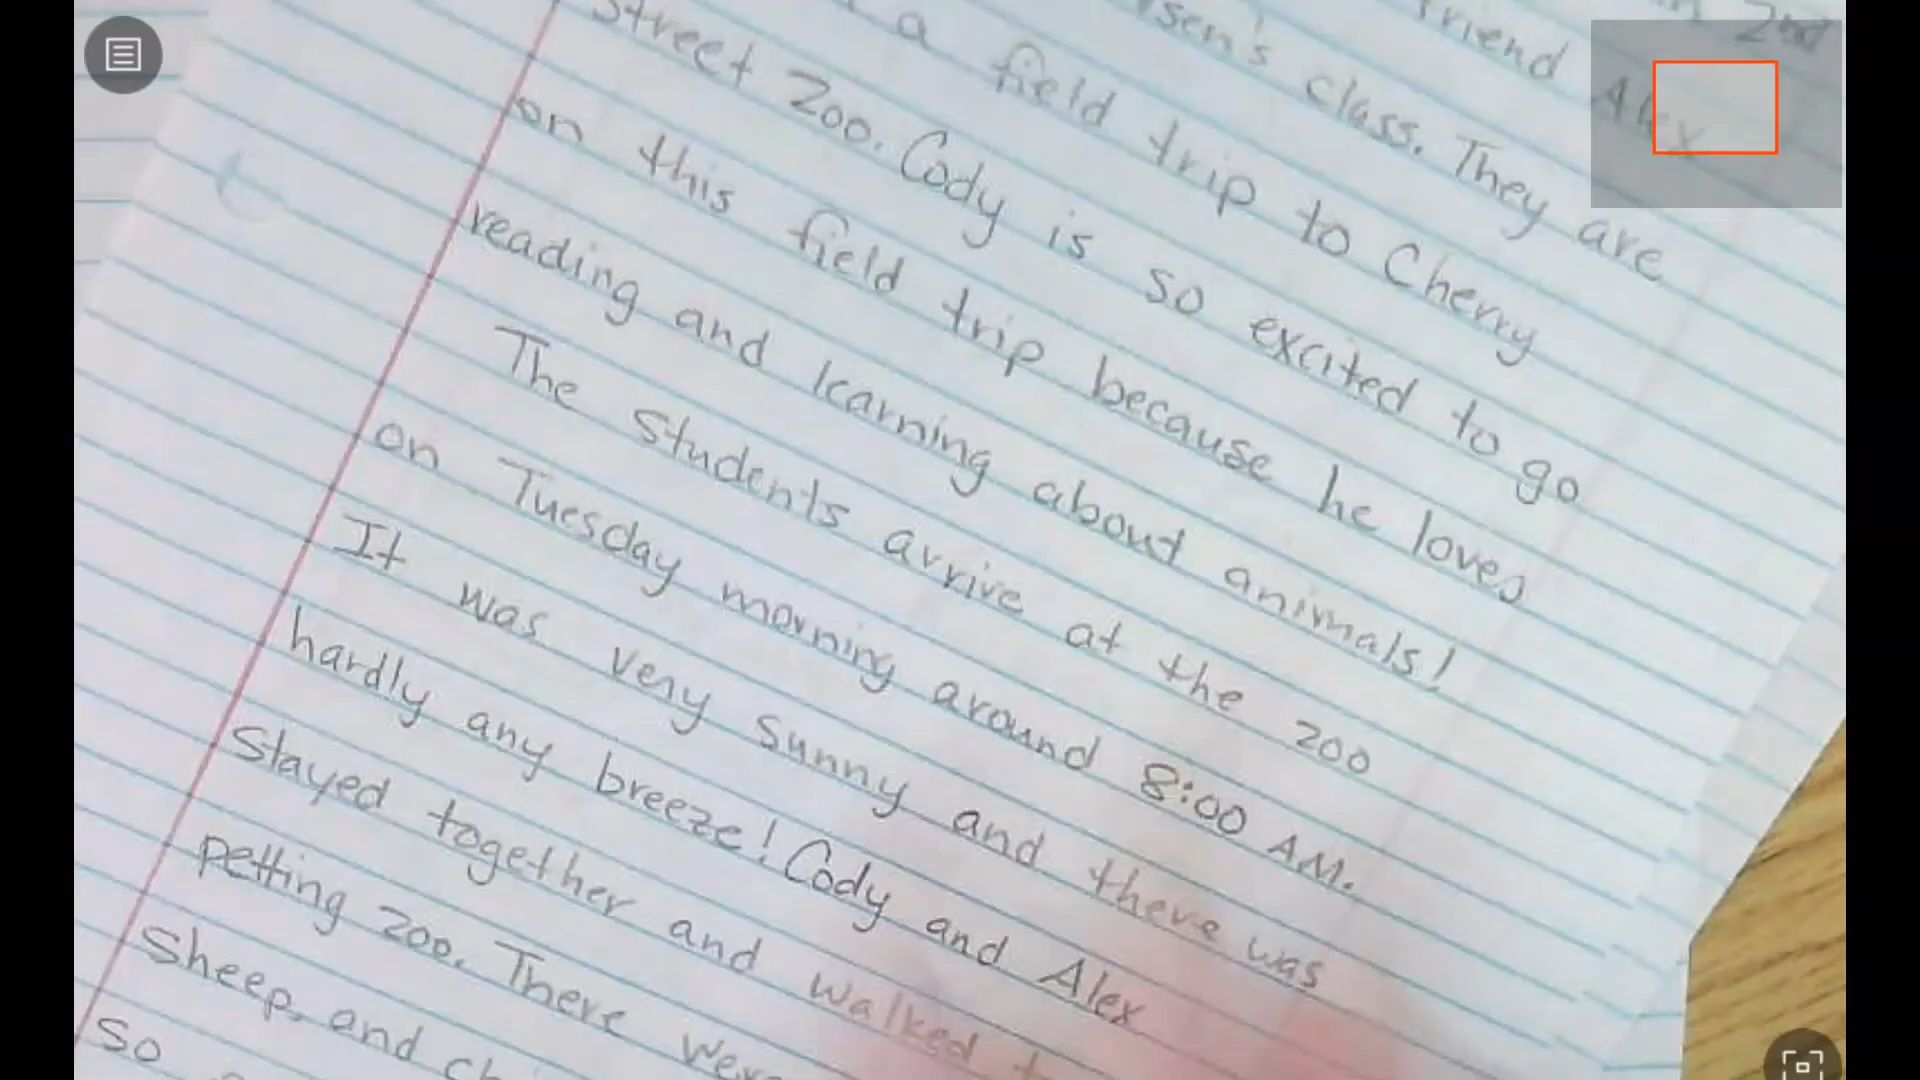 2nd
friend Alex
sen's class. They are
a field trip to Cherry
Street Zoo. Cody is so excited to go
on this field trip because he loves
reading and learning about animals!
The students arrive at the zoo
on Tuesday morning around 8:00 AM.
It was very sunny and there was
hardly any breeze! Cody and Alex
stayed together and walked
petting zoo. There were
sheep, and
so